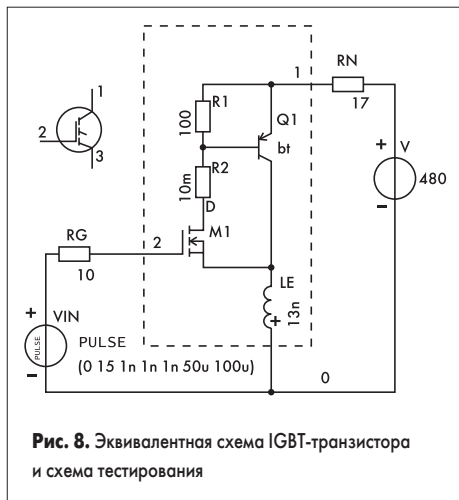 1
RN
17
R1
100
Q1
bt
1
2
3
R2
10m
D
M1
V
+
480
–
RG
10
2
LE
13n
+
+
VIN
PULSE
PULSE
–
(0 15 1n 1n 1n 50u 100u)
0
Рис. 8. Эквивалентная схема IGBT-транзистора
и схема тестирования